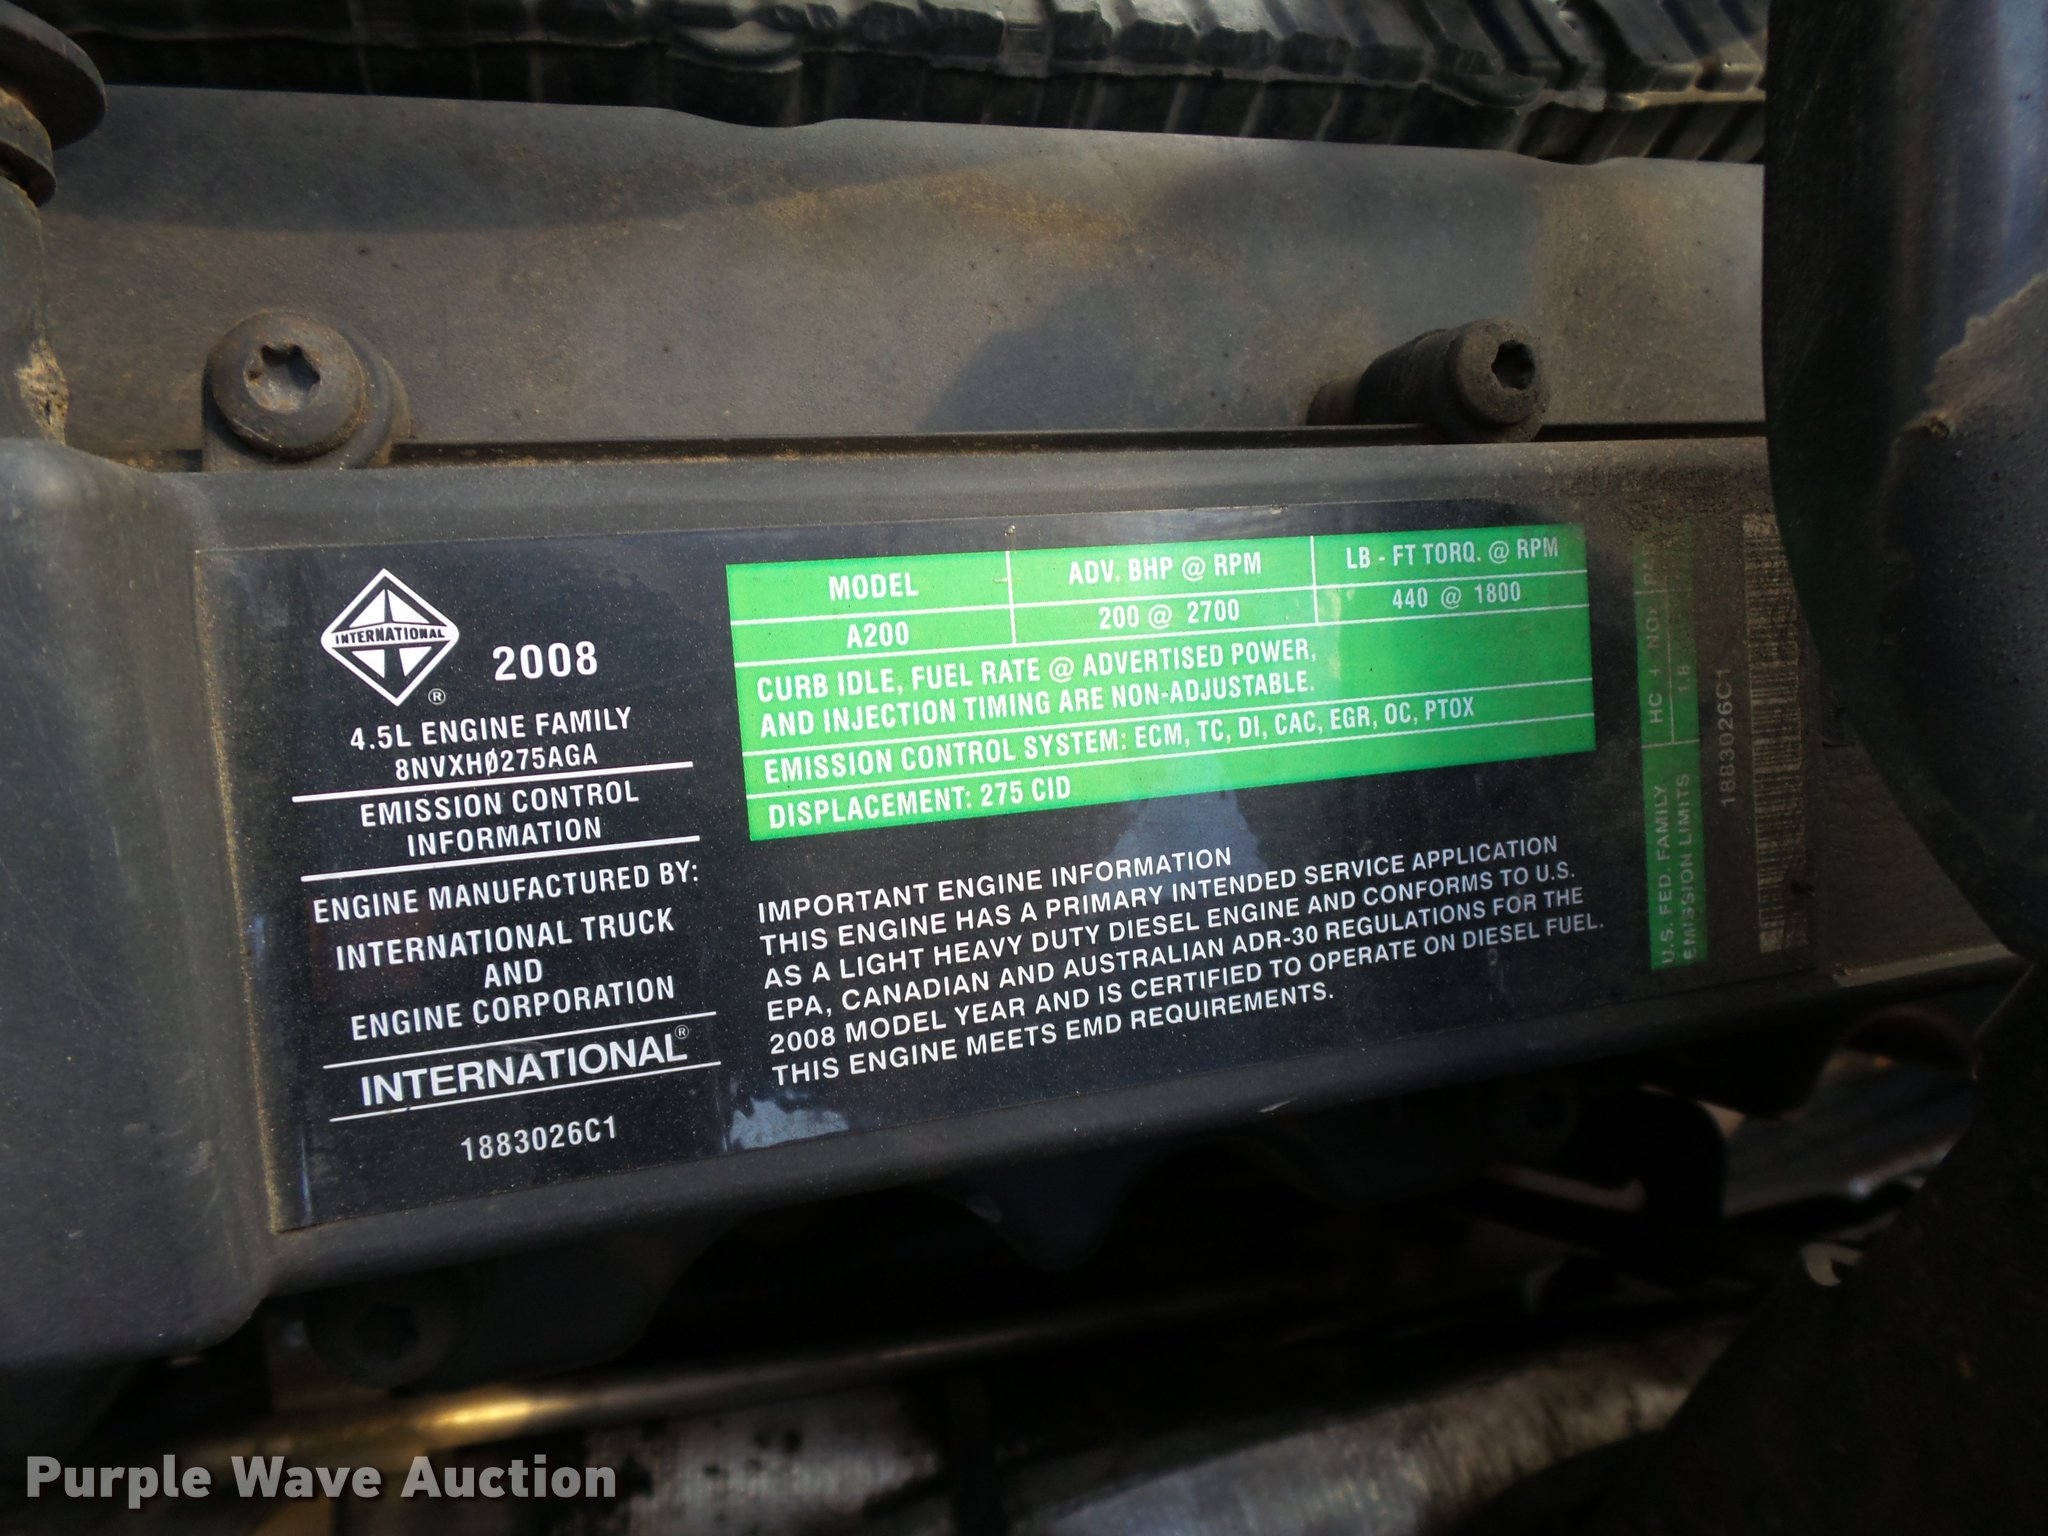 INTERNATIONAL
®
2008
4.5L ENGINE FAMILY
8NVXHØ275AGA
EMISSION CONTROL
INFORMATION
ENGINE MANUFACTURED BY:
INTERNATIONAL TRUCK
AND
ENGINE CORPORATION
INTERNATIONAL®
1883026C1
MODEL ADV. BHP @ RPM LB - FT TORQ. @ RPM
A200 200 @ 2700 440 @ 1800
CURB IDLE, FUEL RATE @ ADVERTISED POWER,
AND INJECTION TIMING ARE NON-ADJUSTABLE.
EMISSION CONTROL SYSTEM: ECM, TC, DI, CAC, EGR, OC, PTOX
DISPLACEMENT: 275 CID
IMPORTANT ENGINE INFORMATION
THIS ENGINE HAS A PRIMARY INTENDED SERVICE APPLICATION
AS A LIGHT HEAVY DUTY DIESEL ENGINE AND CONFORMS TO U.S.
EPA, CANADIAN AND AUSTRALIAN ADR-30 REGULATIONS FOR THE
2008 MODEL YEAR AND IS CERTIFIED TO OPERATE ON DIESEL FUEL.
THIS ENGINE MEETS EMD REQUIREMENTS.
U.S. FED. FAMILY HC +
EMISSION LIMITS 1.8
1883026C1
Purple Wave Auction